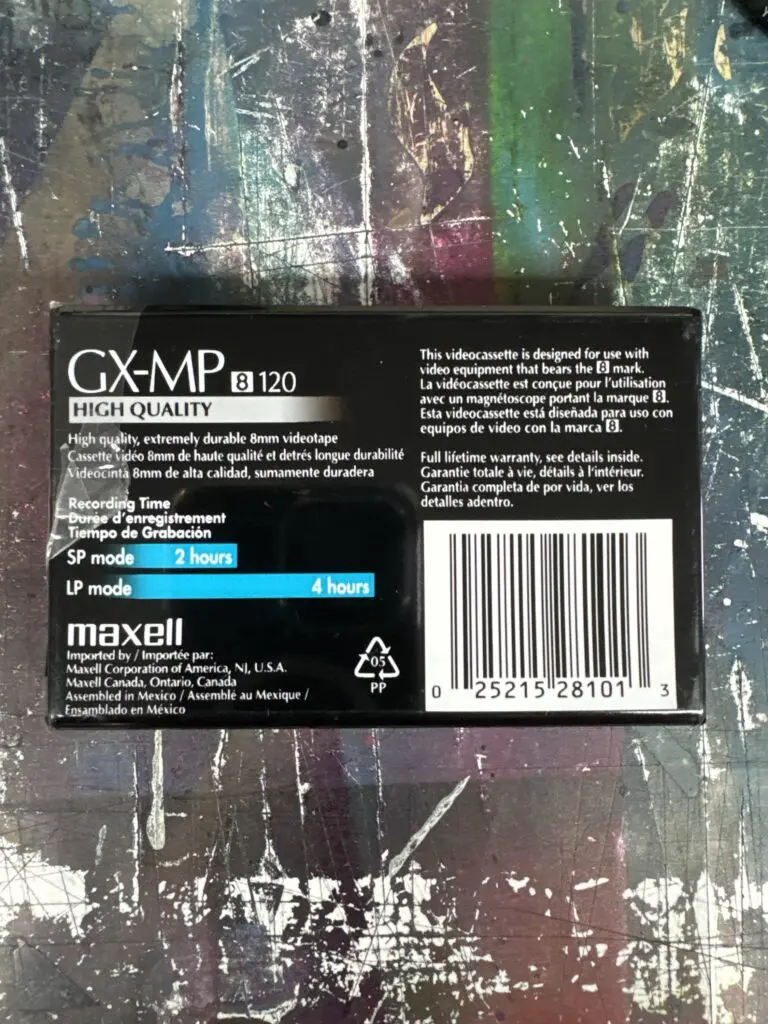 GX-MP 8 120
HIGH QUALITY
High quality, extremely durable 8mm videotape
Cassette vidéo 8mm de haute qualité et detrés longue durabilité
Videocinta 8mm de alta calidad, sumamente duradera
Recording Time
Durée d'enregistrement
Tiempo de Grabación
SP mode 2 hours
LP mode 4 hours
maxell
Imported by / Importée par:
Maxell Corporation of America, NJ, U.S.A.
Maxell Canada, Ontario, Canada
Assembled in Mexico / Assemblé au Mexique /
Ensamblado en México
05
PP
This videocassette is designed for use with
video equipment that bears the 8 mark.
La vidéocassette est conçue pour l'utilisation
avec un magnétoscope portant la marque 8.
Esta videocassette está diseñada para uso con
equipos de video con la marca 8.
Full lifetime warranty, see details inside.
Garantie totale à vie, détails à l'intérieur.
Garantia completa de por vida, ver los
detalles adentro.
0 25215 28101 3